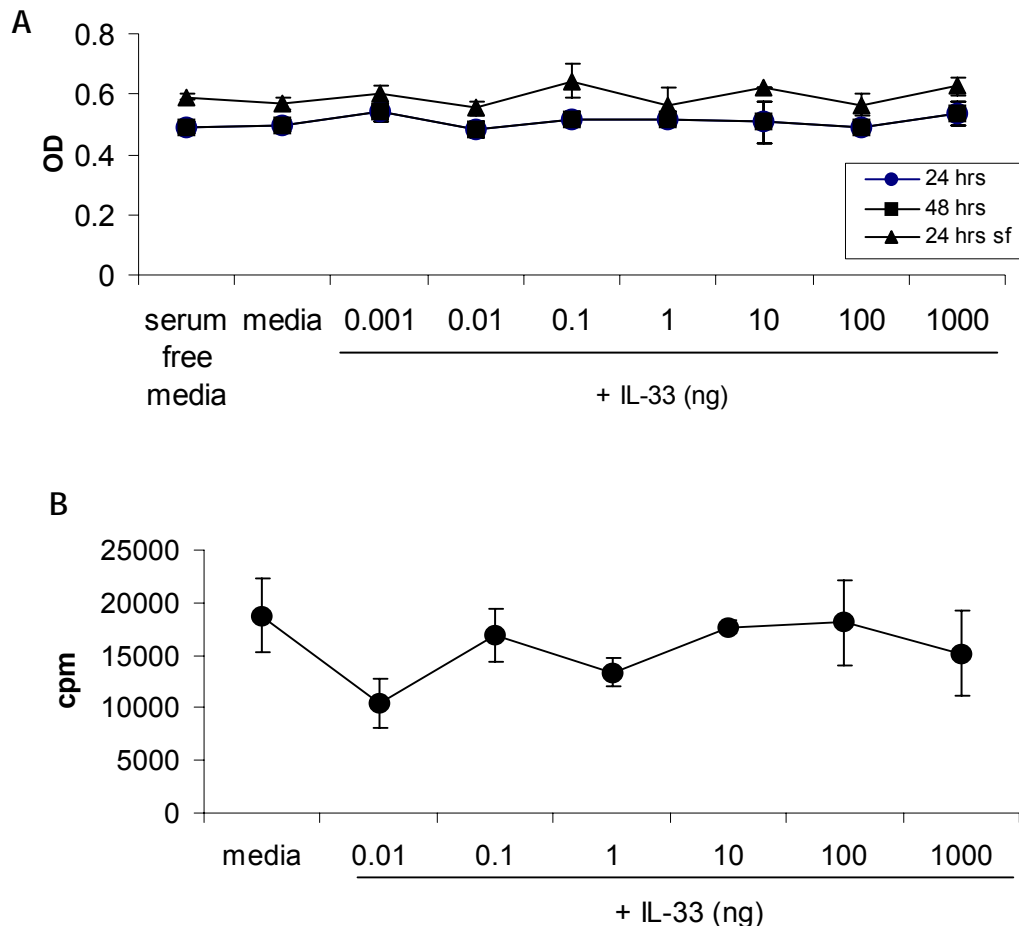 A
0.8
0.6
0.4
0.2
0
OD
24 hrs
48 hrs
24 hrs sf
serum free media
media
0.001
0.01
0.1
1
10
100
1000
+ IL-33 (ng)
B
25000
20000
15000
10000
5000
0
cpm
media
0.01
0.1
1
10
100
1000
+ IL-33 (ng)